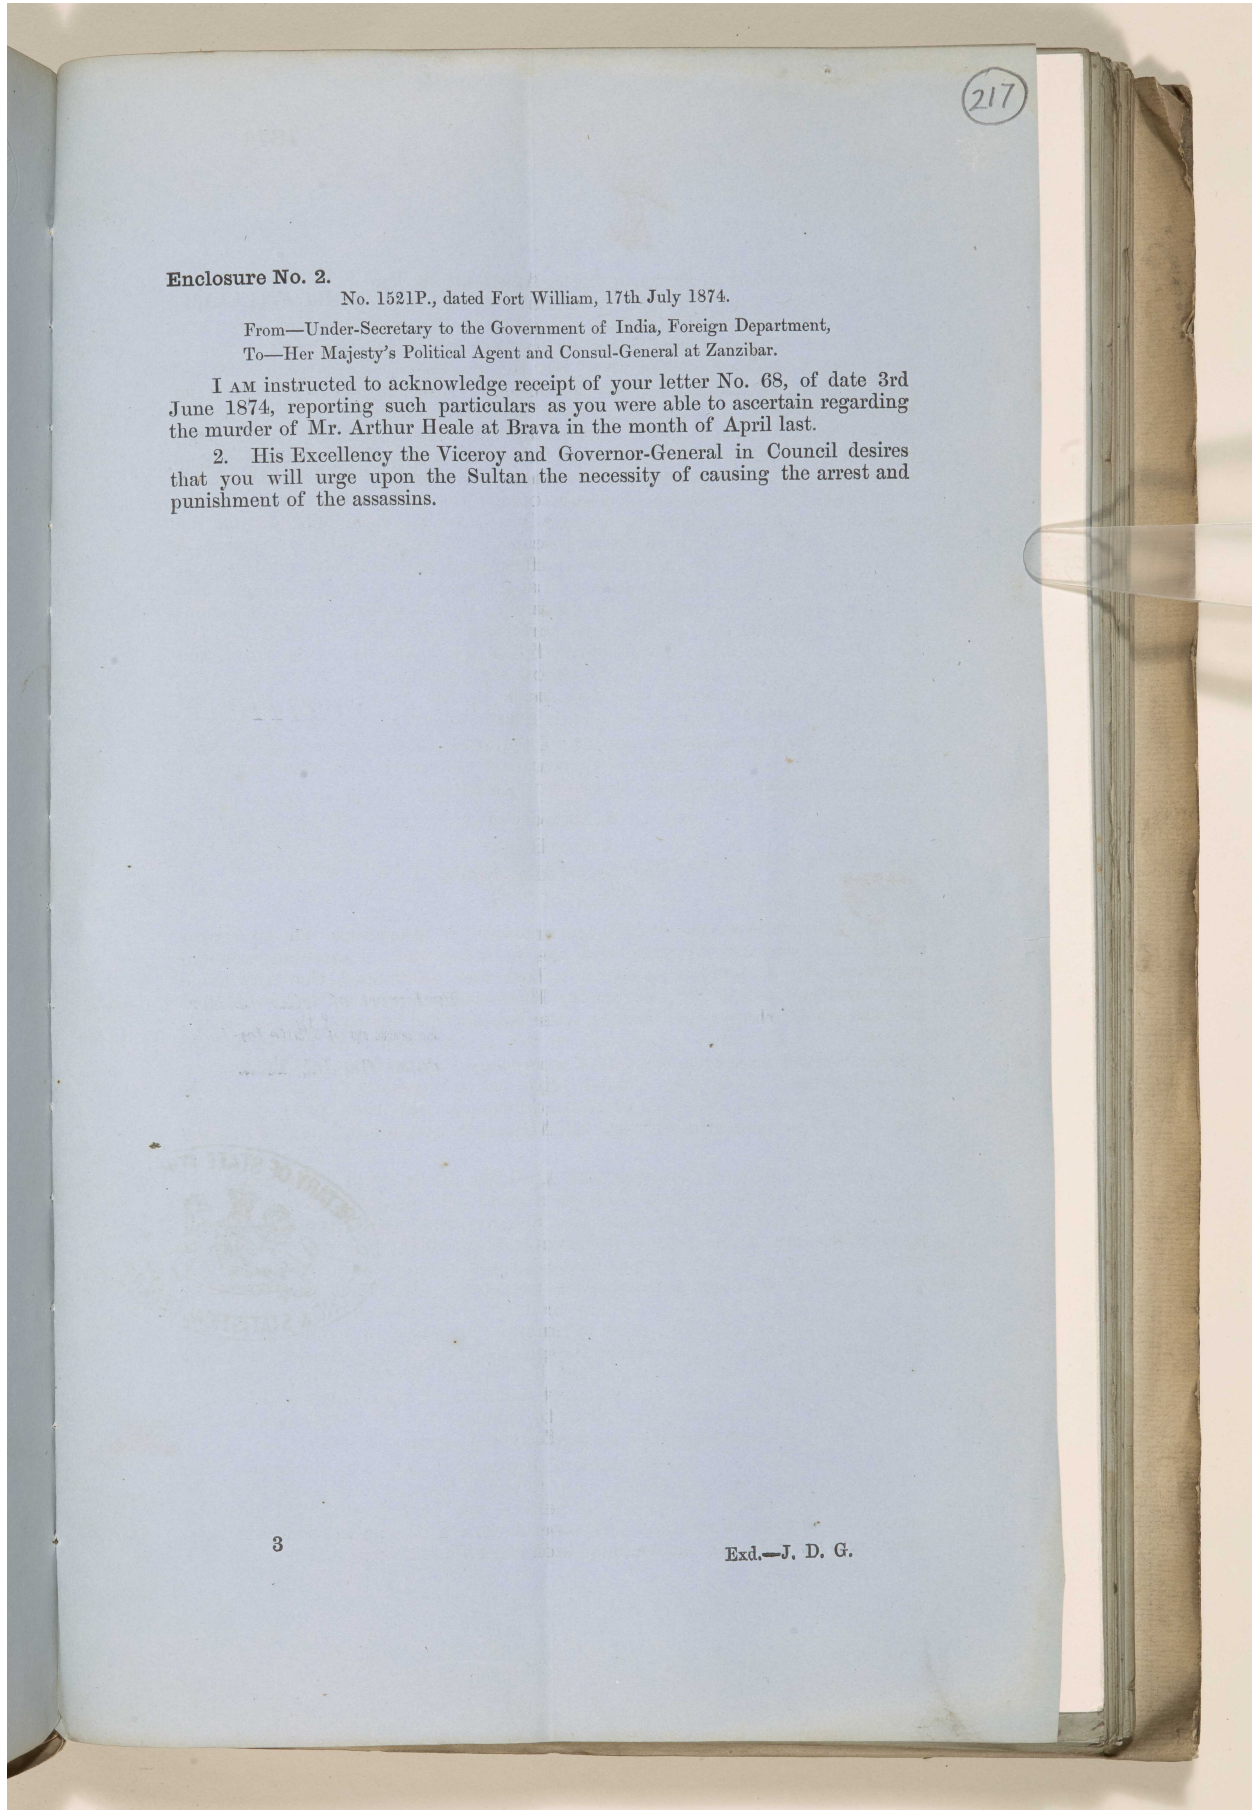 217
Enclosure No. 2.
No. 1521P., dated Fort William, 17th July 1874.
From—Under-Secretary to the Government of India, Foreign Department,
To—Her Majesty's Political Agent and Consul-General at Zanzibar.
I AM instructed to acknowledge receipt of your letter No. 68, of date 3rd
June 1874, reporting such particulars as you were able to ascertain regarding
the murder of Mr. Arthur Heale at Brava in the month of April last.
2. His Excellency the Viceroy and Governor-General in Council desires
that you will urge upon the Sultan the necessity of causing the arrest and
punishment of the assassins.
3
Exd.—J. D. G.